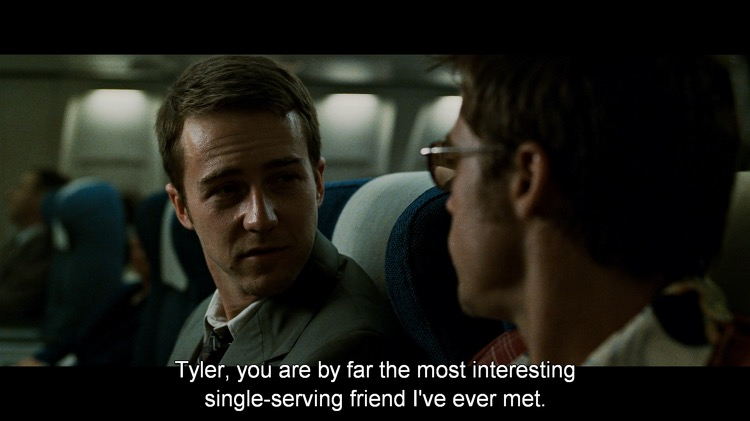 Tyler, you are by far the most interesting
single-serving friend I've ever met.